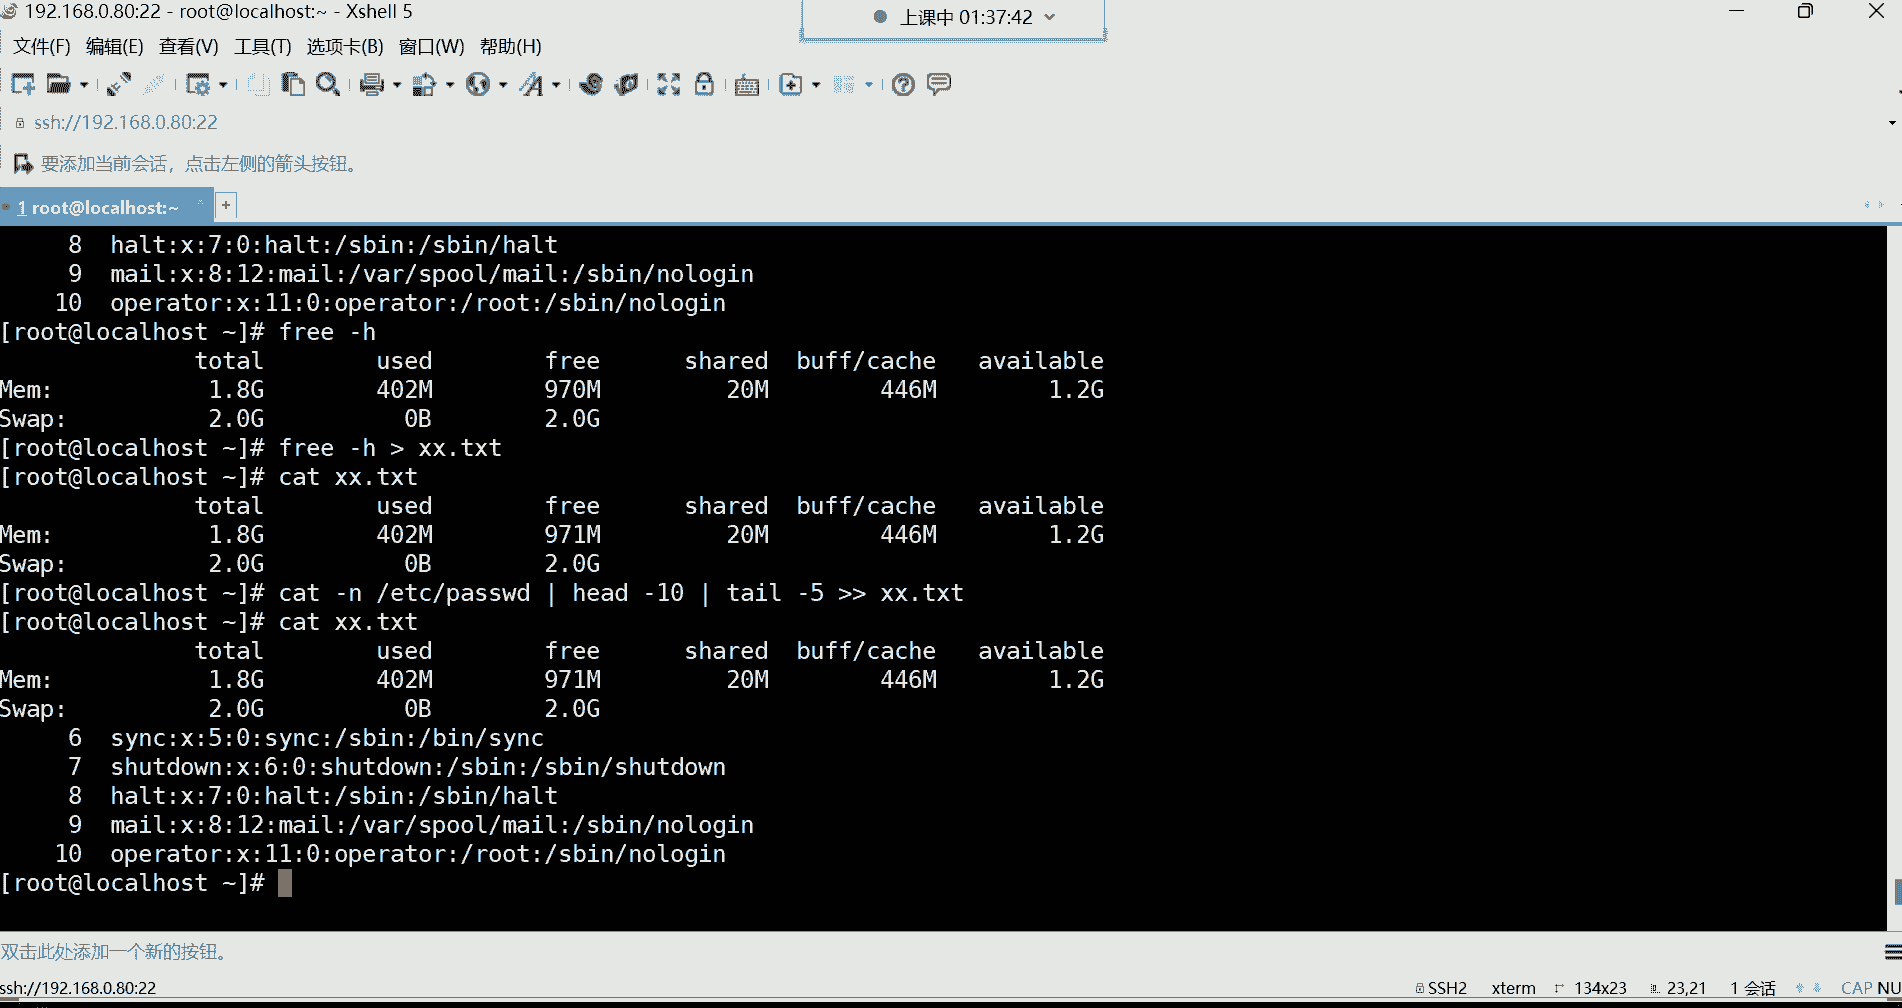 192.168.0.80:22 - root@localhost:~ - Xshell 5
上课中 01:37:42
文件(F) 编辑(E) 查看(V) 工具(T) 选项卡(B) 窗口(W) 帮助(H)
ssh://192.168.0.80:22
要添加当前会话，点击左侧的箭头按钮。
1 root@localhost:~ +
8 halt:x:7:0:halt:/sbin:/sbin/halt
9 mail:x:8:12:mail:/var/spool/mail:/sbin/nologin
10 operator:x:11:0:operator:/root:/sbin/nologin
[root@localhost ~]# free -h
total used free shared buff/cache available
Mem: 1.8G 402M 970M 20M 446M 1.2G
Swap: 2.0G 0B 2.0G
[root@localhost ~]# free -h > xx.txt
[root@localhost ~]# cat xx.txt
total used free shared buff/cache available
Mem: 1.8G 402M 971M 20M 446M 1.2G
Swap: 2.0G 0B 2.0G
[root@localhost ~]# cat -n /etc/passwd | head -10 | tail -5 >> xx.txt
[root@localhost ~]# cat xx.txt
total used free shared buff/cache available
Mem: 1.8G 402M 971M 20M 446M 1.2G
Swap: 2.0G 0B 2.0G
6 sync:x:5:0:sync:/sbin:/bin/sync
7 shutdown:x:6:0:shutdown:/sbin:/sbin/shutdown
8 halt:x:7:0:halt:/sbin:/sbin/halt
9 mail:x:8:12:mail:/var/spool/mail:/sbin/nologin
10 operator:x:11:0:operator:/root:/sbin/nologin
[root@localhost ~]#
双击此处添加一个新的按钮。
ssh://192.168.0.80:22 SSH2 xterm 134x23 23,21 1 会话 CAP NU